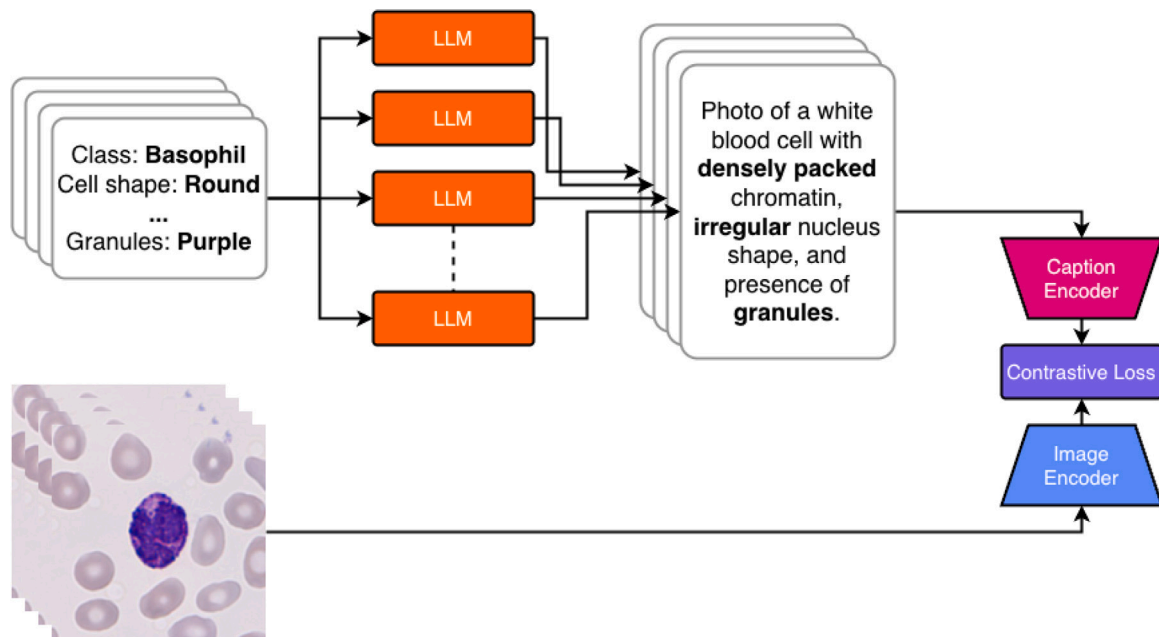 Class: Basophil
Cell shape: Round
...
Granules: Purple
LLM
LLM
LLM
LLM
Photo of a white
blood cell with
densely packed
chromatin,
irregular nucleus
shape, and
presence of
granules.
Caption
Encoder
Contrastive Loss
Image
Encoder